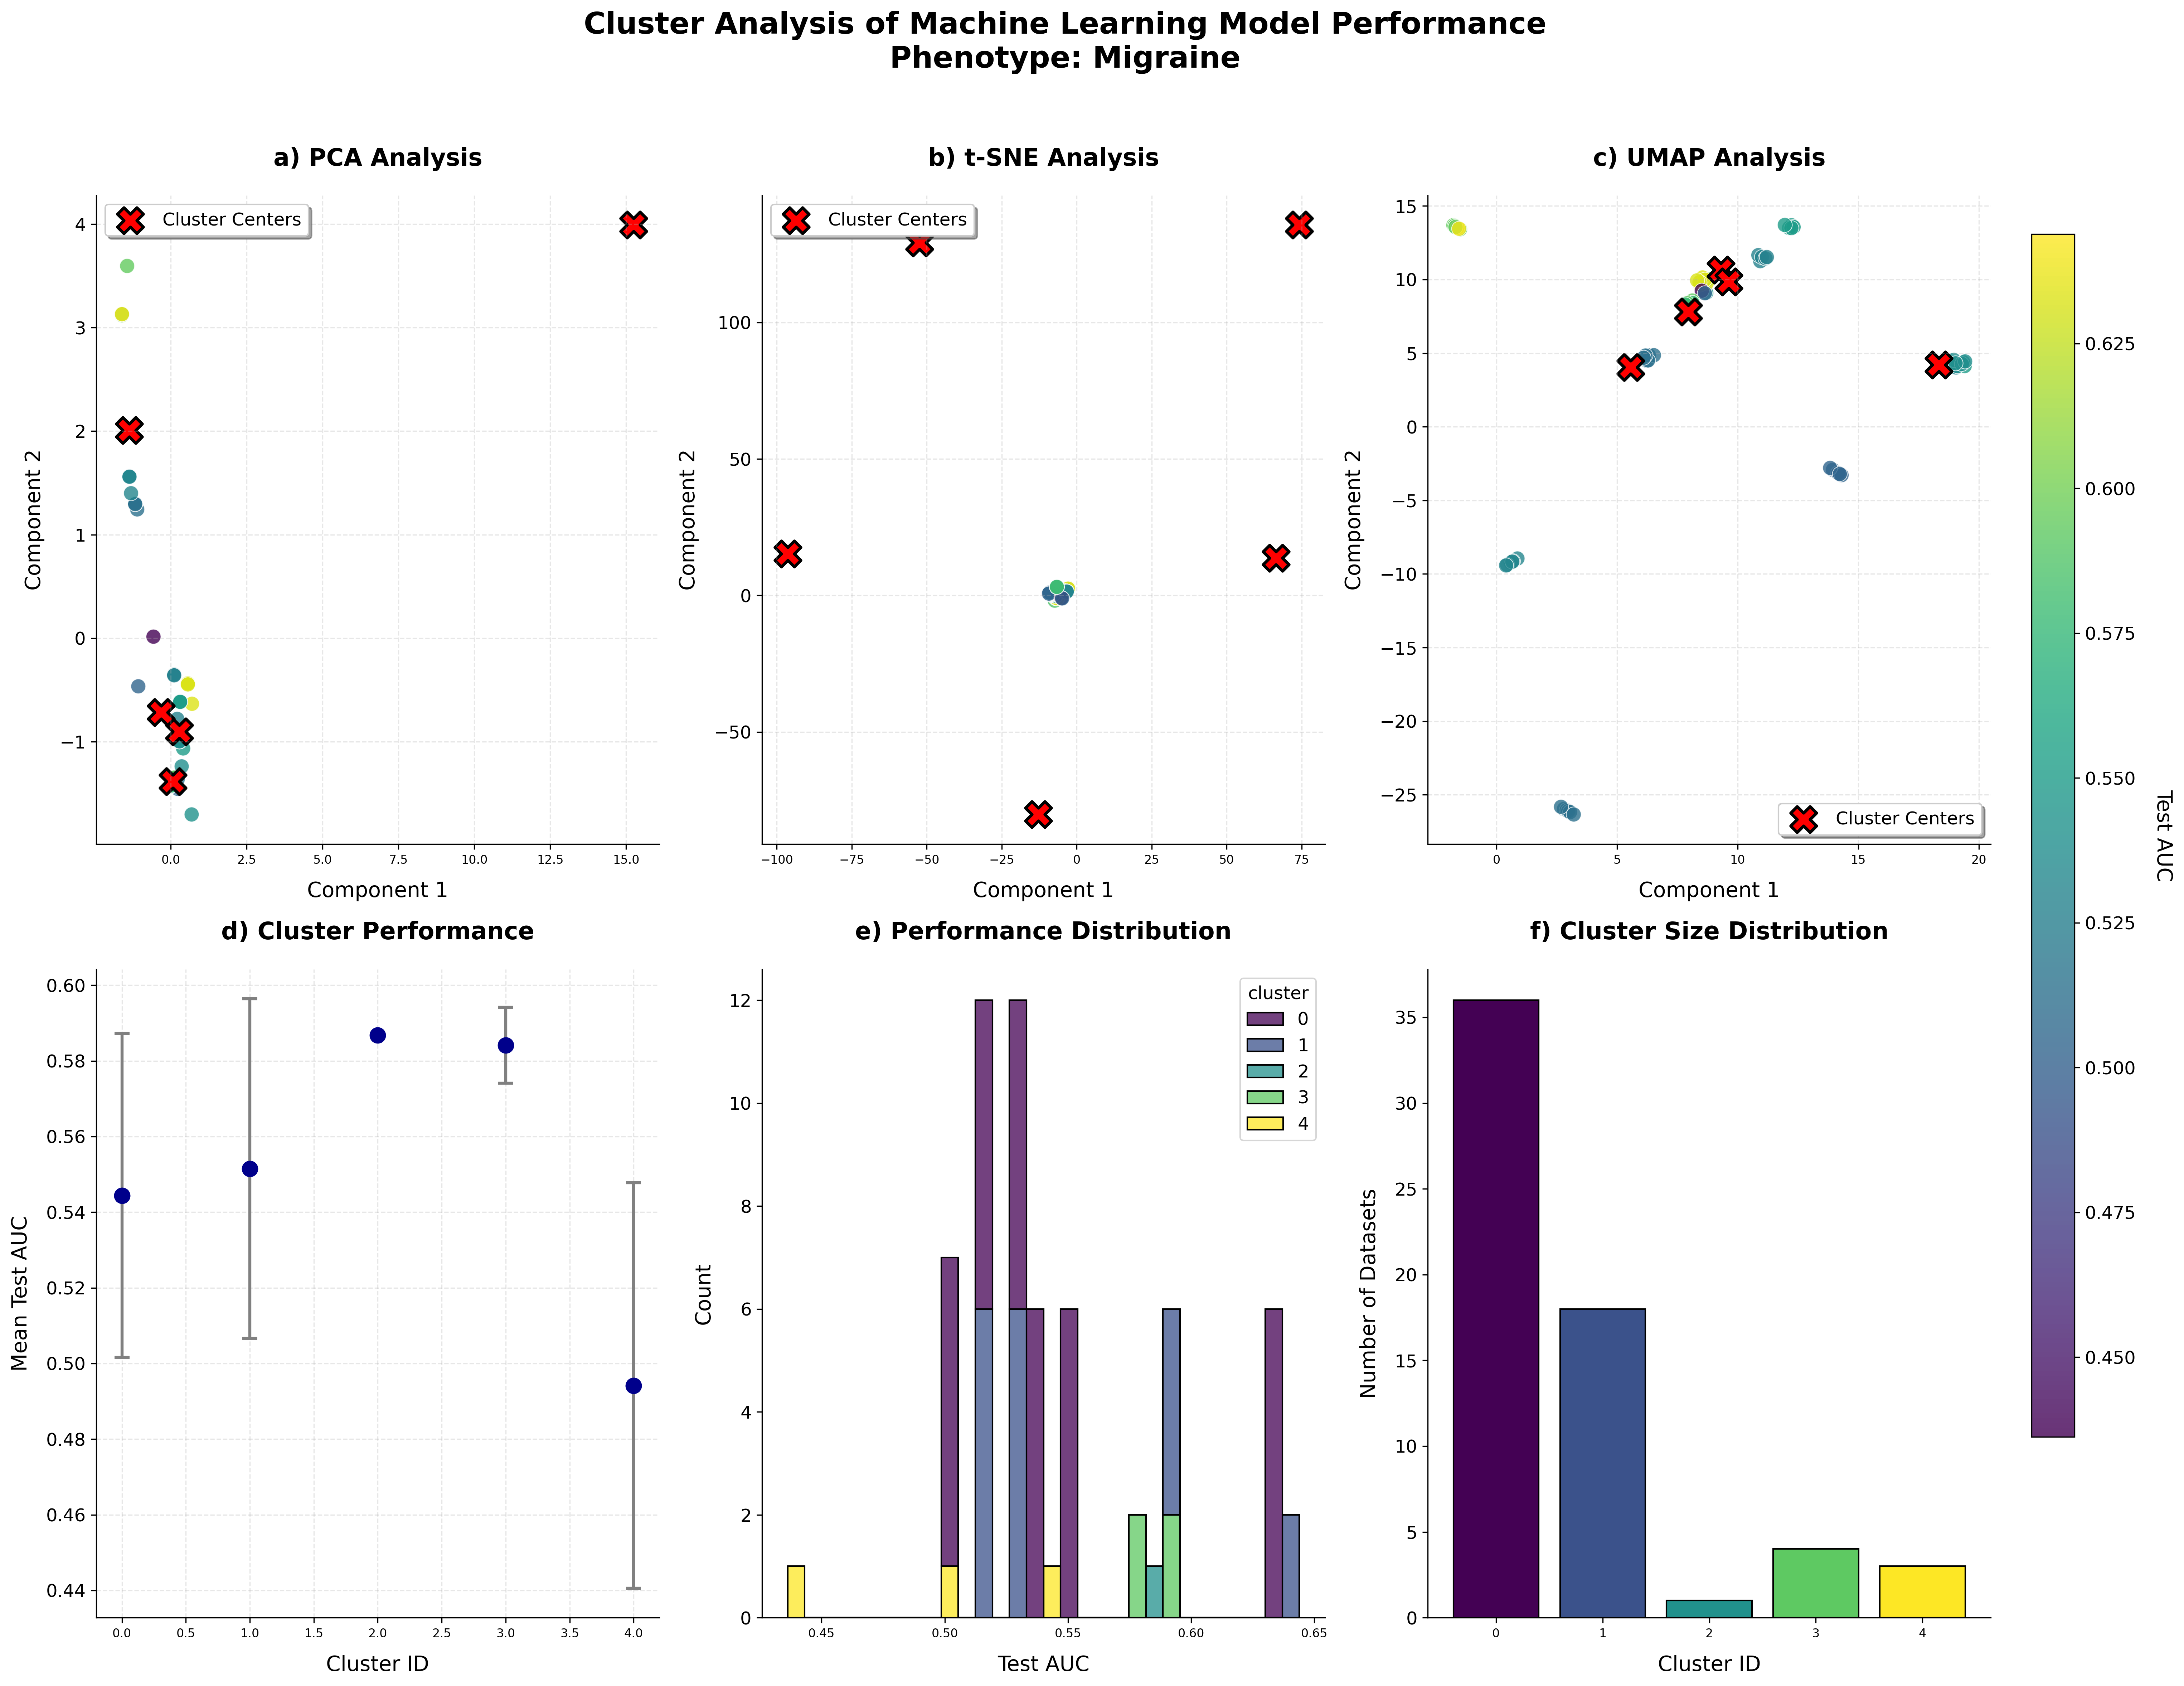 Cluster Analysis of Machine Learning Model Performance
Phenotype: Migraine
a) PCA Analysis
Cluster Centers
4
3
2
1
0
−1
Component 2
0.0 2.5 5.0 7.5 10.0 12.5 15.0
Component 1
b) t-SNE Analysis
Cluster Centers
100
50
0
−50
Component 2
−100 −75 −50 −25 0 25 50 75
Component 1
c) UMAP Analysis
15
10
5
0
−5
−10
−15
−20
−25
Component 2
Cluster Centers
0 5 10 15 20
Component 1
0.625
0.600
0.575
0.550
0.525
0.500
0.475
0.450
Test AUC
d) Cluster Performance
0.60
0.58
0.56
0.54
0.52
0.50
0.48
0.46
0.44
Mean Test AUC
0.0 0.5 1.0 1.5 2.0 2.5 3.0 3.5 4.0
Cluster ID
e) Performance Distribution
12
10
8
6
4
2
0
Count
cluster
0
1
2
3
4
0.45 0.50 0.55 0.60 0.65
Test AUC
f) Cluster Size Distribution
35
30
25
20
15
10
5
0
Number of Datasets
0 1 2 3 4
Cluster ID